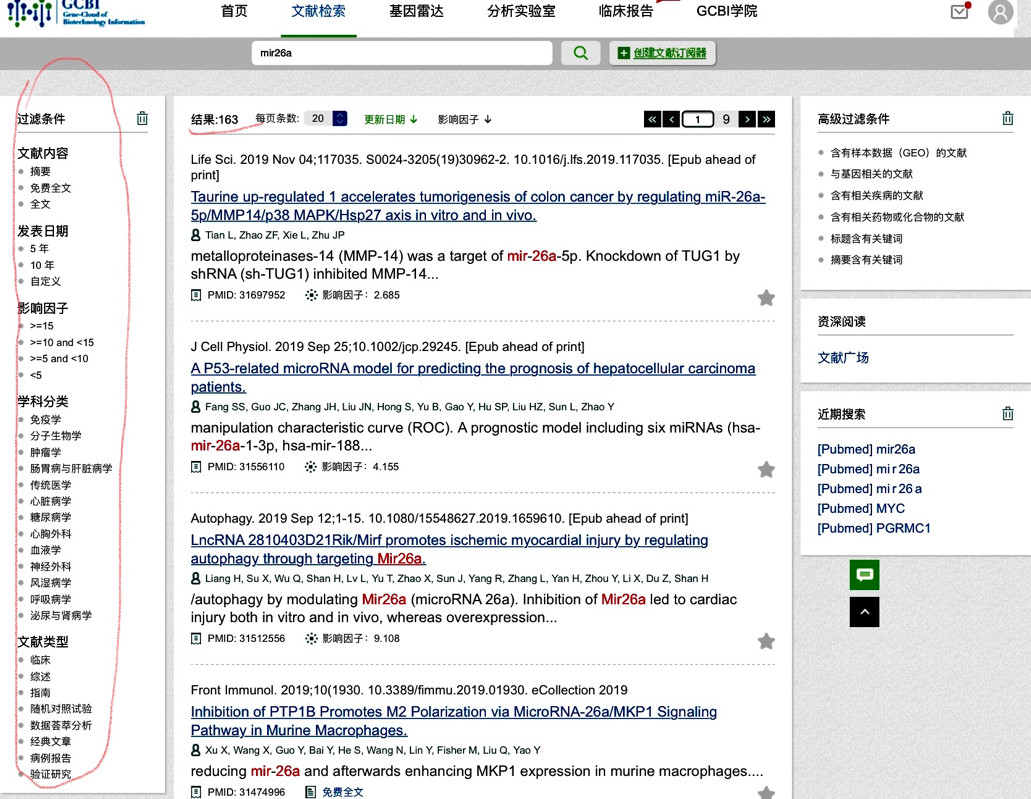 GCBI
Gene-Cloud of
Biotechnology Information
首页
文献检索
基因雷达
分析实验室
临床报告
GCBI学院
mir26a
创建文献订阅器
过滤条件
文献内容
摘要
免费全文
全文
发表日期
5 年
10 年
自定义
影响因子
>=15
>=10 and <15
>=5 and <10
<5
学科分类
免疫学
分子生物学
肿瘤学
肠胃病与肝脏病学
传统医学
心脏病学
糖尿病学
心胸外科
血液学
神经外科
风湿病学
呼吸病学
泌尿与肾病学
文献类型
临床
综述
指南
随机对照试验
数据荟萃分析
经典文章
病例报告
验证研究
结果:163 每页条数: 20 更新日期 ↓ 影响因子 ↓ « ‹ 1 9 › »
Life Sci. 2019 Nov 04;117035. S0024-3205(19)30962-2. 10.1016/j.lfs.2019.117035. [Epub ahead of
print]
Taurine up-regulated 1 accelerates tumorigenesis of colon cancer by regulating miR-26a-
5p/MMP14/p38 MAPK/Hsp27 axis in vitro and in vivo.
Tian L, Zhao ZF, Xie L, Zhu JP
metalloproteinases-14 (MMP-14) was a target of mir-26a-5p. Knockdown of TUG1 by
shRNA (sh-TUG1) inhibited MMP-14...
PMID: 31697952 影响因子：2.685
J Cell Physiol. 2019 Sep 25;10.1002/jcp.29245. [Epub ahead of print]
A P53-related microRNA model for predicting the prognosis of hepatocellular carcinoma
patients.
Fang SS, Guo JC, Zhang JH, Liu JN, Hong S, Yu B, Gao Y, Hu SP, Liu HZ, Sun L, Zhao Y
manipulation characteristic curve (ROC). A prognostic model including six miRNAs (hsa-
mir-26a-1-3p, hsa-mir-188...
PMID: 31556110 影响因子：4.155
Autophagy. 2019 Sep 12;1-15. 10.1080/15548627.2019.1659610. [Epub ahead of print]
LncRNA 2810403D21Rik/Mirf promotes ischemic myocardial injury by regulating
autophagy through targeting Mir26a.
Liang H, Su X, Wu Q, Shan H, Lv L, Yu T, Zhao X, Sun J, Yang R, Zhang L, Yan H, Zhou Y, Li X, Du Z, Shan H
/autophagy by modulating Mir26a (microRNA 26a). Inhibition of Mir26a led to cardiac
injury both in vitro and in vivo, whereas overexpression...
PMID: 31512556 影响因子：9.108
Front Immunol. 2019;10(1930. 10.3389/fimmu.2019.01930. eCollection 2019
Inhibition of PTP1B Promotes M2 Polarization via MicroRNA-26a/MKP1 Signaling
Pathway in Murine Macrophages.
Xu X, Wang X, Guo Y, Bai Y, He S, Wang N, Lin Y, Fisher M, Liu Q, Yao Y
reducing mir-26a and afterwards enhancing MKP1 expression in murine macrophages....
PMID: 31474996 免费全文
高级过滤条件
含有样本数据（GEO）的文献
与基因相关的文献
含有相关疾病的文献
含有相关药物或化合物的文献
标题含有关键词
摘要含有关键词
资深阅读
文献广场
近期搜索
[Pubmed] mir26a
[Pubmed] mir26a
[Pubmed] mir26a
[Pubmed] MYC
[Pubmed] PGRMC1